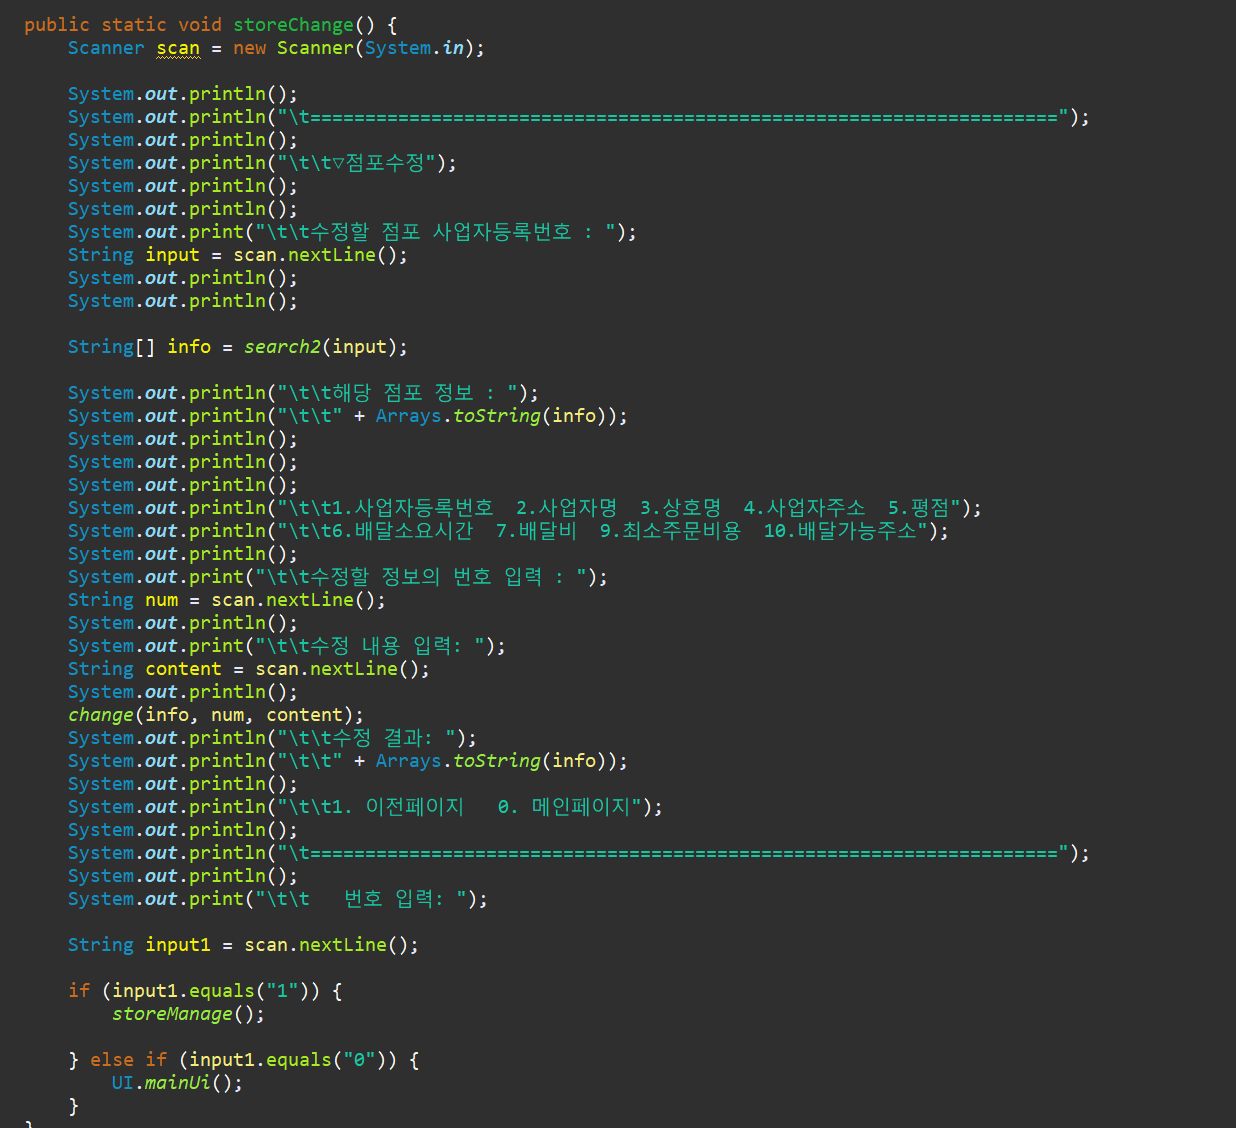 public static void storeChange() {
Scanner scan = new Scanner(System.in);
System.out.println();
System.out.println("\t====================================================================");
System.out.println();
System.out.println("\t\t▽점포수정");
System.out.println();
System.out.println();
System.out.print("\t\t수정할 점포 사업자등록번호 : ");
String input = scan.nextLine();
System.out.println();
System.out.println();
String[] info = search2(input);
System.out.println("\t\t해당 점포 정보 : ");
System.out.println("\t\t" + Arrays.toString(info));
System.out.println();
System.out.println();
System.out.println();
System.out.println("\t\t1.사업자등록번호  2.사업자명  3.상호명  4.사업자주소  5.평점");
System.out.println("\t\t6.배달소요시간  7.배달비  9.최소주문비용  10.배달가능주소");
System.out.println();
System.out.print("\t\t수정할 정보의 번호 입력 : ");
String num = scan.nextLine();
System.out.println();
System.out.print("\t\t수정 내용 입력: ");
String content = scan.nextLine();
System.out.println();
change(info, num, content);
System.out.println("\t\t수정 결과: ");
System.out.println("\t\t" + Arrays.toString(info));
System.out.println();
System.out.println("\t\t1. 이전페이지   0. 메인페이지");
System.out.println();
System.out.println("\t====================================================================");
System.out.println();
System.out.print("\t\t   번호 입력: ");
String input1 = scan.nextLine();
if (input1.equals("1")) {
storeManage();
} else if (input1.equals("0")) {
UI.mainUi();
}
}